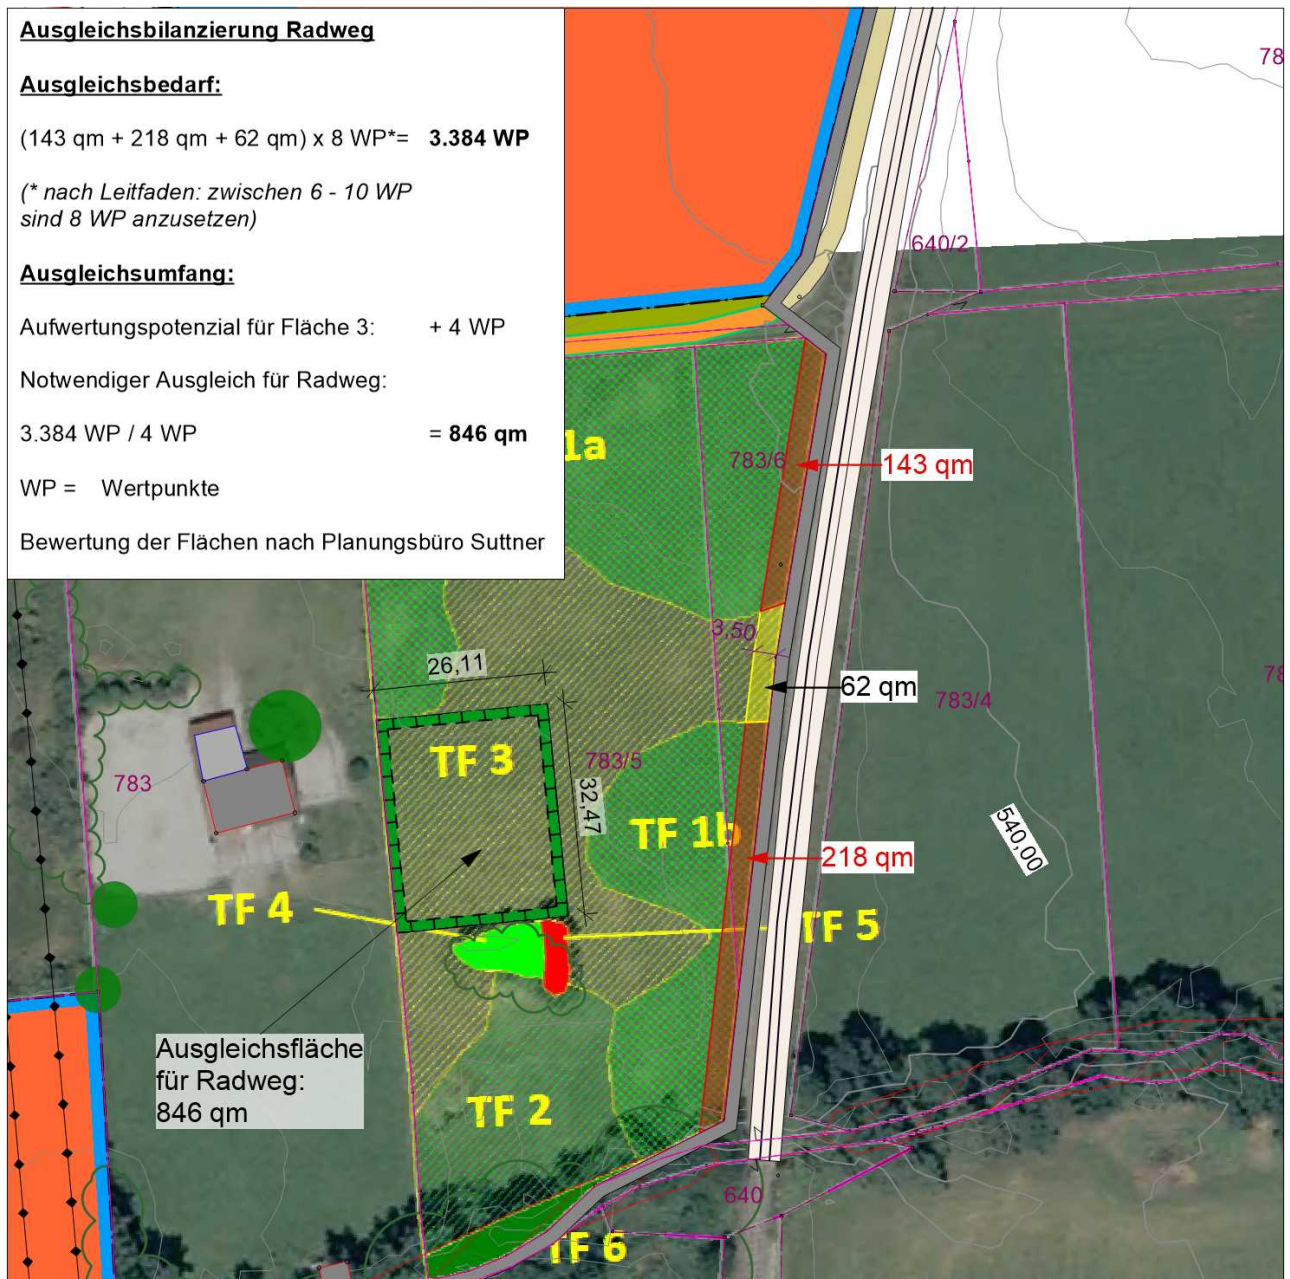 Ausgleichsbilanzierung Radweg
Ausgleichsbedarf:
(143 qm + 218 qm + 62 qm) x 8 WP*= 3.384 WP
(* nach Leitfaden: zwischen 6 - 10 WP
sind 8 WP anzusetzen)
Ausgleichsumfang:
Aufwertungspotenzial für Fläche 3: + 4 WP
Notwendiger Ausgleich für Radweg:
3.384 WP / 4 WP = 846 qm
WP = Wertpunkte
Bewertung der Flächen nach Planungsbüro Suttner
78
640/2
1a
783/6
143 qm
3,50
26,11
62 qm
783/4
78
TF 3
783/5
783
32,47
TF 1b
540,00
218 qm
TF 4
TF 5
Ausgleichsfläche
für Radweg:
846 qm
TF 2
640
TF 6